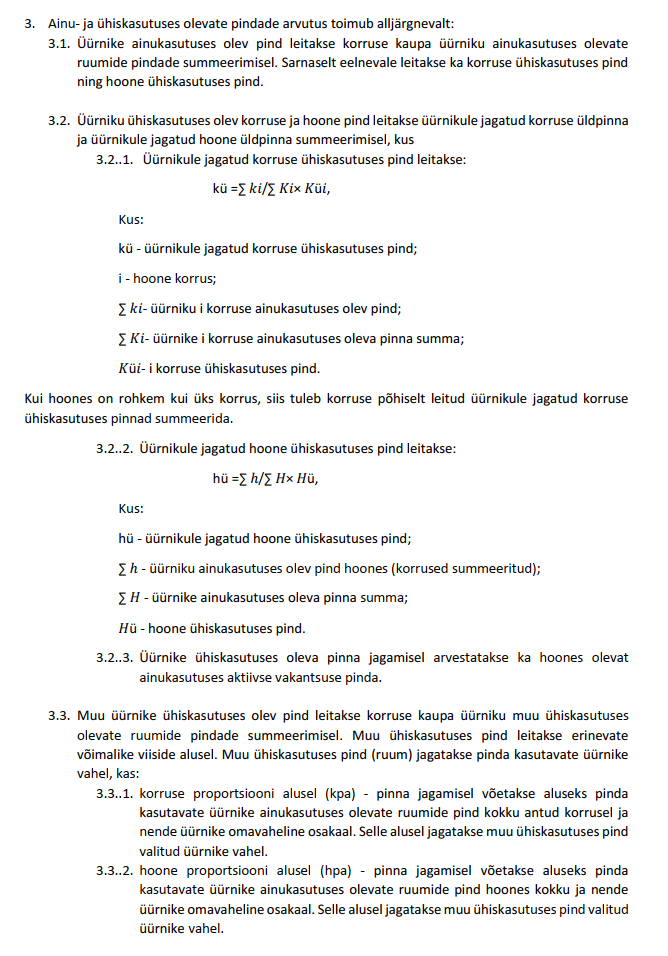 3. Ainu- ja ühiskasutuses olevate pindade arvutus toimub alljärgnevalt:
3.1. Üürnike ainukasutuses olev pind leitakse korruse kaupa üürniku ainukasutuses olevate
ruumide pindade summeerimisel. Sarnaselt eelnevale leitakse ka korruse ühiskasutuses pind
ning hoone ühiskasutuses pind.
3.2. Üürniku ühiskasutuses olev korruse ja hoone pind leitakse üürnikule jagatud korruse üldpinna
ja üürnikule jagatud hoone üldpinna summeerimisel, kus
3.2..1. Üürnikule jagatud korruse ühiskasutuses pind leitakse:
kü =∑ ki/∑ Ki× Küi,
Kus:
kü - üürnikule jagatud korruse ühiskasutuses pind;
i - hoone korrus;
∑ ki- üürniku i korruse ainukasutuses olev pind;
∑ Ki- üürnike i korruse ainukasutuses oleva pinna summa;
Küi- i korruse ühiskasutuses pind.
Kui hoones on rohkem kui üks korrus, siis tuleb korruse põhiselt leitud üürnikule jagatud korruse
ühiskasutuses pinnad summeerida.
3.2..2. Üürnikule jagatud hoone ühiskasutuses pind leitakse:
hü =∑ h/∑ H× Hü,
Kus:
hü - üürnikule jagatud hoone ühiskasutuses pind;
∑ h - üürniku ainukasutuses olev pind hoones (korrused summeeritud);
∑ H - üürnike ainukasutuses oleva pinna summa;
Hü - hoone ühiskasutuses pind.
3.2..3. Üürnike ühiskasutuses oleva pinna jagamisel arvestatakse ka hoones olevat
ainukasutuses aktiivse vakantsuse pinda.
3.3. Muu üürnike ühiskasutuses olev pind leitakse korruse kaupa üürniku muu ühiskasutuses
olevate ruumide pindade summeerimisel. Muu ühiskasutuses pind leitakse erinevate
võimalike viiside alusel. Muu ühiskasutuses pind (ruum) jagatakse pinda kasutavate üürnike
vahel, kas:
3.3..1. korruse proportsiooni alusel (kpa) - pinna jagamisel võetakse aluseks pinda
kasutavate üürnike ainukasutuses olevate ruumide pind kokku antud korrusel ja
nende üürnike omavaheline osakaal. Selle alusel jagatakse muu ühiskasutuses pind
valitud üürnike vahel.
3.3..2. hoone proportsiooni alusel (hpa) - pinna jagamisel võetakse aluseks pinda
kasutavate üürnike ainukasutuses olevate ruumide pind hoones kokku ja nende
üürnike omavaheline osakaal. Selle alusel jagatakse muu ühiskasutuses pind valitud
üürnike vahel.